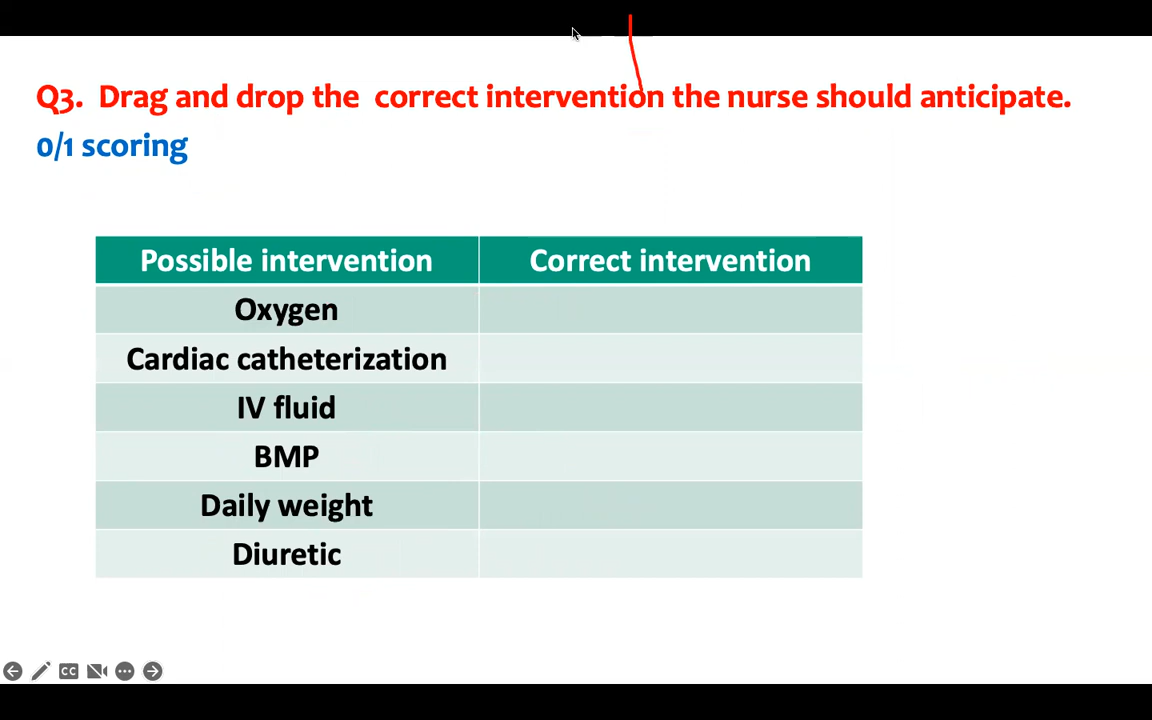 Q3. Drag and drop the correct intervention the nurse should anticipate.
0/1 scoring
Possible intervention Correct intervention
Oxygen
Cardiac catheterization
IV fluid
BMP
Daily weight
Diuretic
CC